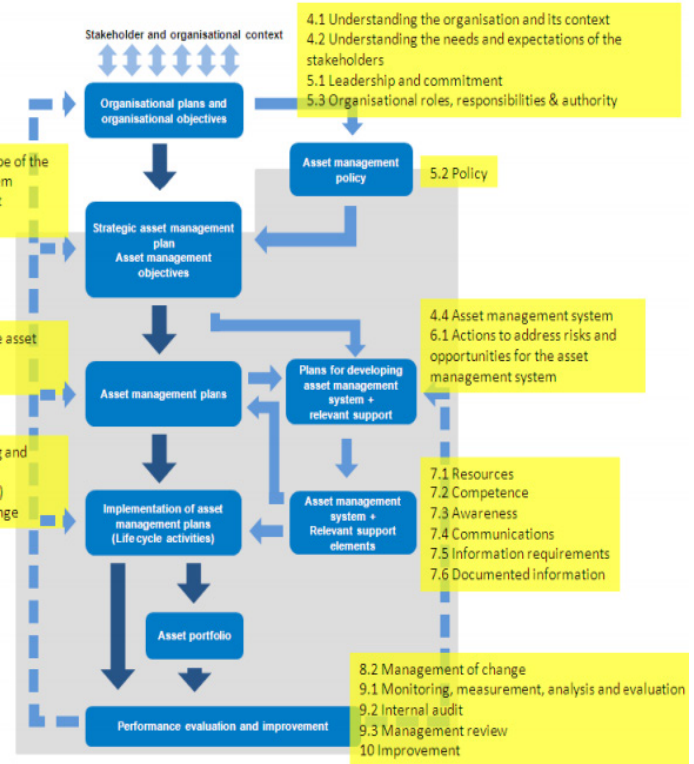 Stakeholder and organisational context
4.1 Understanding the organisation and its context
4.2 Understanding the needs and expectations of the
stakeholders
5.1 Leadership and commitment
5.3 Organisational roles, responsibilities & authority
Organisational plans and
organisational objectives
Asset management
policy
5.2 Policy
of the
Strategic asset management
plan
Asset management
objectives
4.4 Asset management system
6.1 Actions to address risks and
opportunities for the asset
management system
asset
Asset management plans
Plans for developing
asset management
system +
relevant support
and
Implementation of asset
management plans
(Life cycle activities)
Asset management
system +
Relevant support
elements
7.1 Resources
7.2 Competence
7.3 Awareness
7.4 Communications
7.5 Information requirements
7.6 Documented information
Asset portfolio
8.2 Management of change
9.1 Monitoring, measurement, analysis and evaluation
9.2 Internal audit
9.3 Management review
10 Improvement
Performance evaluation and improvement